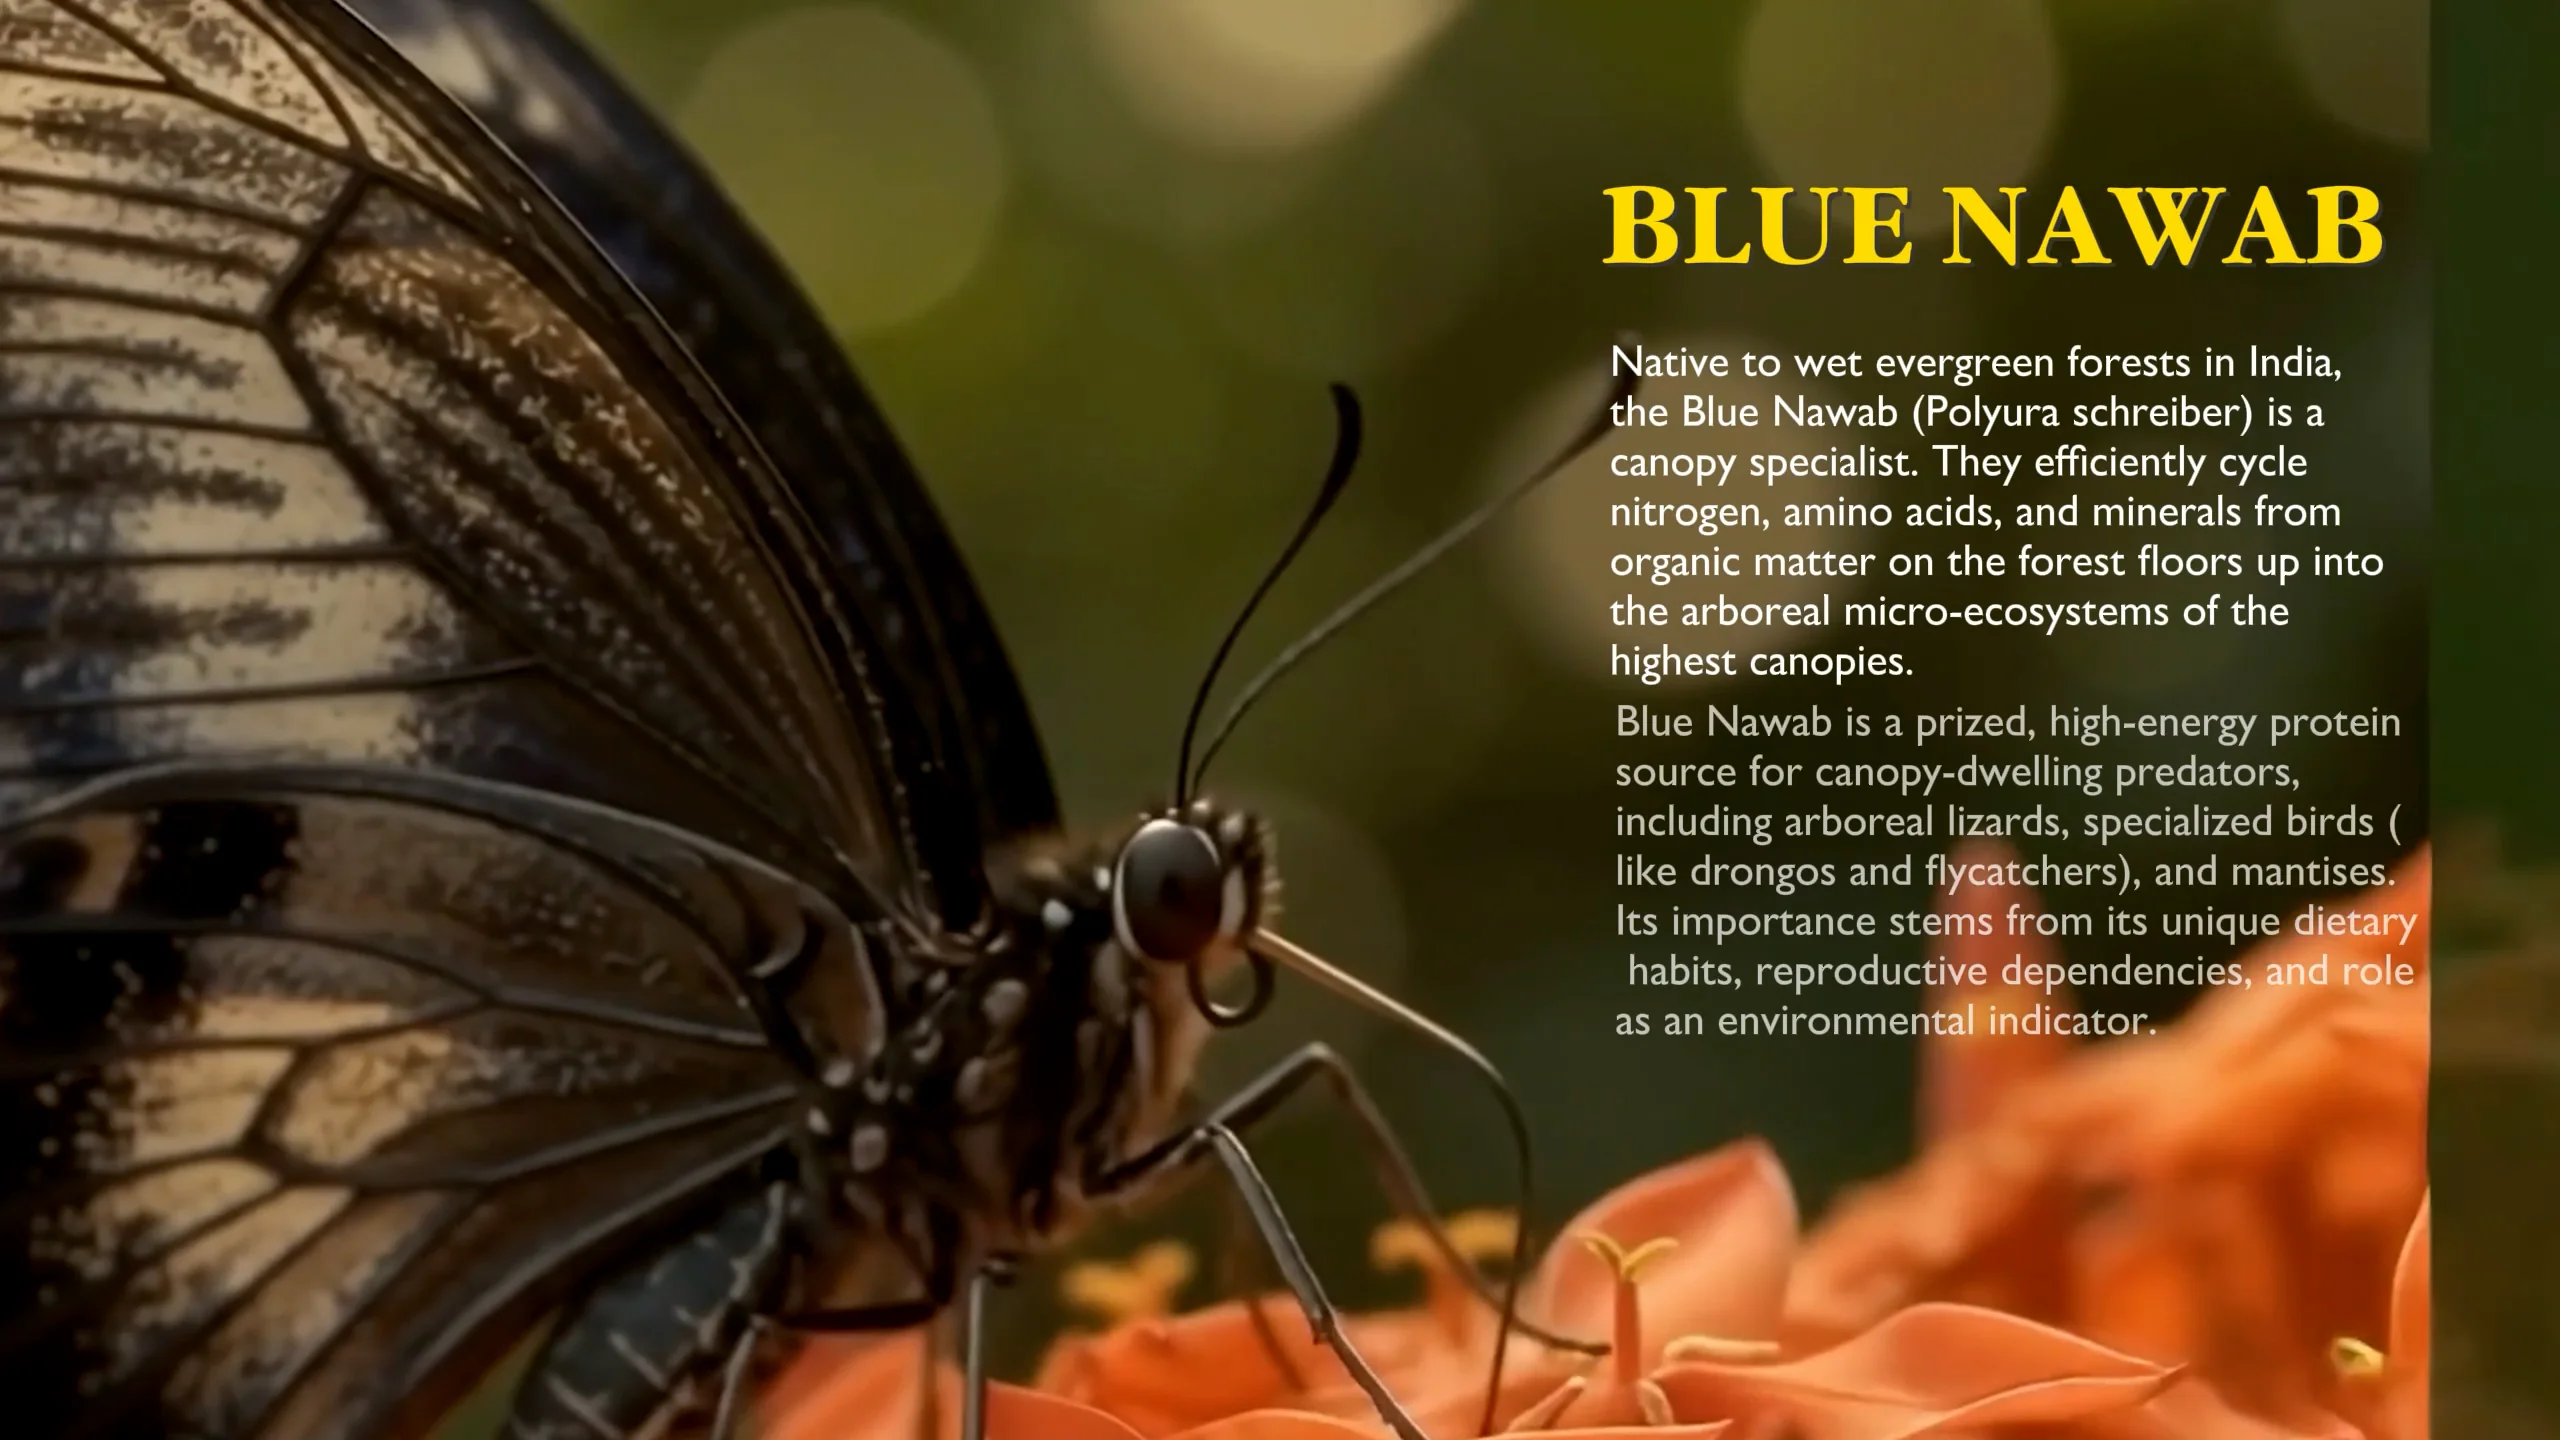 BLUE NAWAB
Native to wet evergreen forests in India,
the Blue Nawab (Polyura schreiber) is a
canopy specialist. They efficiently cycle
nitrogen, amino acids, and minerals from
organic matter on the forest floors up into
the arboreal micro-ecosystems of the
highest canopies.
Blue Nawab is a prized, high-energy protein
source for canopy-dwelling predators,
including arboreal lizards, specialized birds (
like drongos and flycatchers), and mantises.
Its importance stems from its unique dietary
habits, reproductive dependencies, and role
as an environmental indicator.